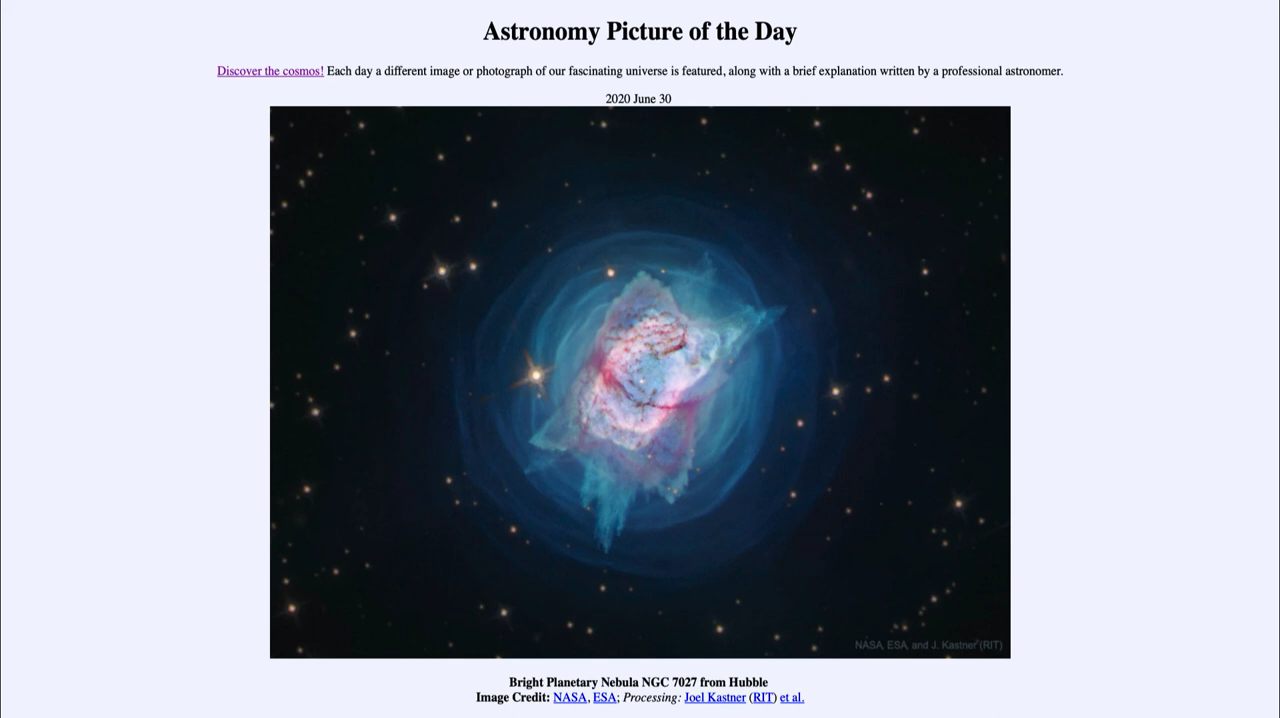 Astronomy Picture of the Day
Discover the cosmos! Each day a different image or photograph of our fascinating universe is featured, along with a brief explanation written by a professional astronomer.
2020 June 30
NASA, ESA, and J. Kastner (RIT)
Bright Planetary Nebula NGC 7027 from Hubble
Image Credit: NASA, ESA; Processing: Joel Kastner (RIT) et al.